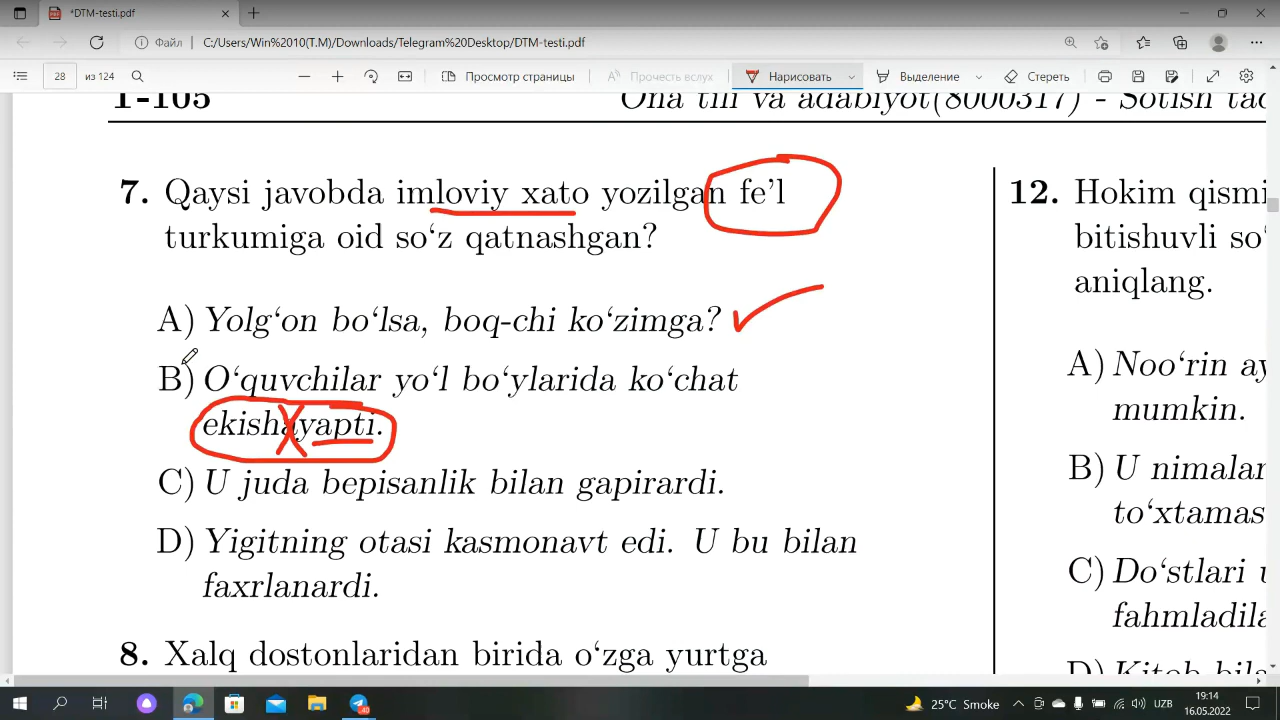 *DTM-testi.pdf
Файл
C:/Users/Win%2010(T.M)/Downloads/Telegram%20Desktop/DTM-testi.pdf
28 из 124
Просмотр страницы
Прочесть вслух
Нарисовать
Выделение
Стереть
1-105
Ona tili va adabiyot(8000317) - Sotish tad
7. Qaysi javobda imloviy xato yozilgan fe’l
turkumiga oid so‘z qatnashgan?
A) Yolg‘on bo‘lsa, boq-chi ko‘zimga?
B) O‘quvchilar yo‘l bo‘ylarida ko‘chat
ekishayapti.
C) U juda bepisanlik bilan gapirardi.
D) Yigitning otasi kasmonavt edi. U bu bilan
faxrlanardi.
8. Xalq dostonlaridan birida o‘zga yurtga
12. Hokim qismi
bitishuvli so‘
aniqlang.
A) Noo‘rin ay
mumkin.
B) U nimalar
to‘xtamas
C) Do‘stlari u
fahmladila
D) Kitob bils
40
25°C Smoke
UZB
19:14
16.05.2022